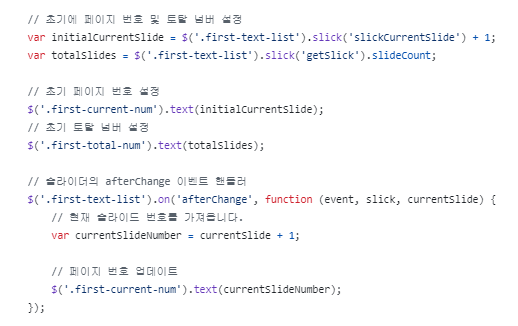 // 초기에 페이지 번호 및 토탈 넘버 설정
var initialCurrentSlide = $('.first-text-list').slick('slickCurrentSlide') + 1;
var totalSlides = $('.first-text-list').slick('getSlick').slideCount;
// 초기 페이지 번호 설정
$('.first-current-num').text(initialCurrentSlide);
// 초기 토탈 넘버 설정
$('.first-total-num').text(totalSlides);
// 슬라이더의 afterChange 이벤트 핸들러
$('.first-text-list').on('afterChange', function (event, slick, currentSlide) {
// 현재 슬라이드 번호를 가져옵니다.
var currentSlideNumber = currentSlide + 1;
// 페이지 번호 업데이트
$('.first-current-num').text(currentSlideNumber);
});